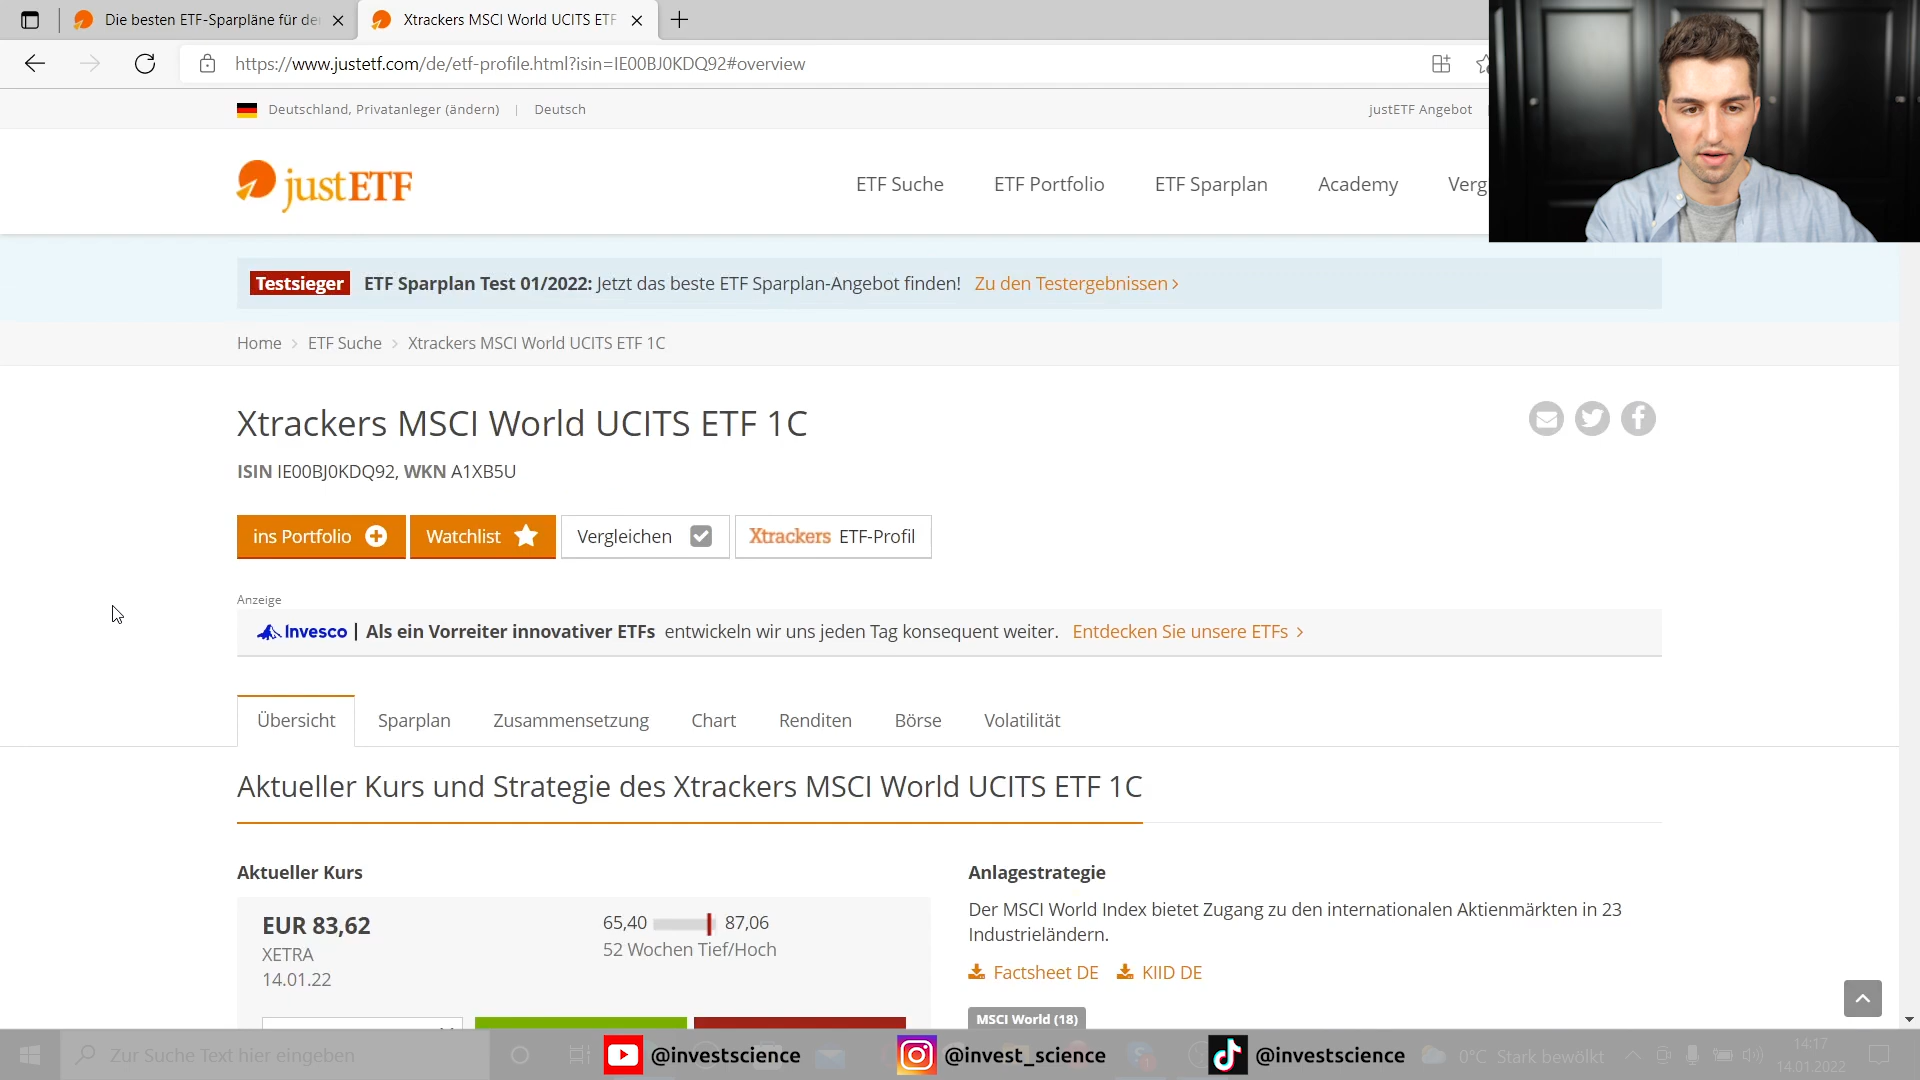 Die besten ETF-Sparpläne für de
Xtrackers MSCI World UCITS ETF
https://www.justetf.com/de/etf-profile.html?isin=IE00BJ0KDQ92#overview
Deutschland, Privatanleger (ändern) | Deutsch
justETF Angebot
justETF
ETF Suche
ETF Portfolio
ETF Sparplan
Academy
Verg
Testsieger ETF Sparplan Test 01/2022: Jetzt das beste ETF Sparplan-Angebot finden! Zu den Testergebnissen >
Home > ETF Suche > Xtrackers MSCI World UCITS ETF 1C
Xtrackers MSCI World UCITS ETF 1C
ISIN IE00BJ0KDQ92, WKN A1XB5U
ins Portfolio
Watchlist
Vergleichen
Xtrackers ETF-Profil
Anzeige
Invesco | Als ein Vorreiter innovativer ETFs entwickeln wir uns jeden Tag konsequent weiter. Entdecken Sie unsere ETFs >
Übersicht
Sparplan
Zusammensetzung
Chart
Renditen
Börse
Volatilität
Aktueller Kurs und Strategie des Xtrackers MSCI World UCITS ETF 1C
Aktueller Kurs
EUR 83,62
XETRA
14.01.22
65,40 87,06
52 Wochen Tief/Hoch
Anlagestrategie
Der MSCI World Index bietet Zugang zu den internationalen Aktienmärkten in 23
Industrieländern.
Factsheet DE
KIID DE
MSCI World (18)
Zur Suche Text hier eingeben
@investscience
@invest_science
@investscience
0°C Stark bewölkt
14:17
14.01.2022